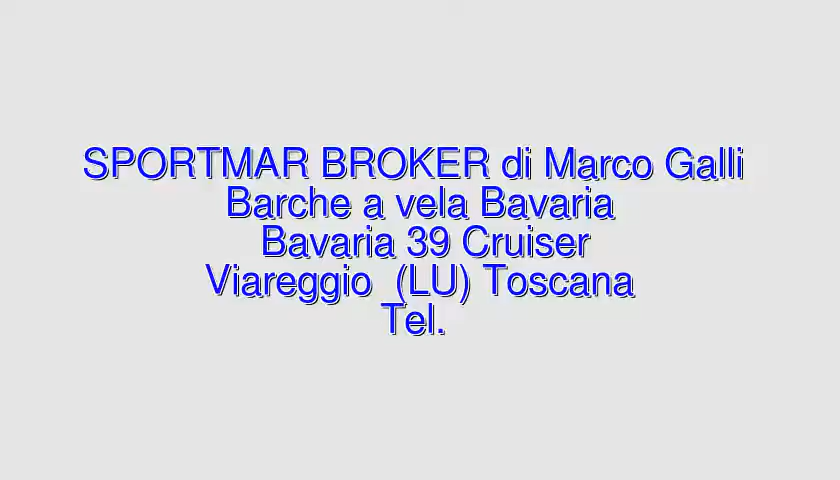 SPORTMAR BROKER di Marco Galli
Barche a vela Bavaria
Bavaria 39 Cruiser
Viareggio (LU) Toscana
Tel.